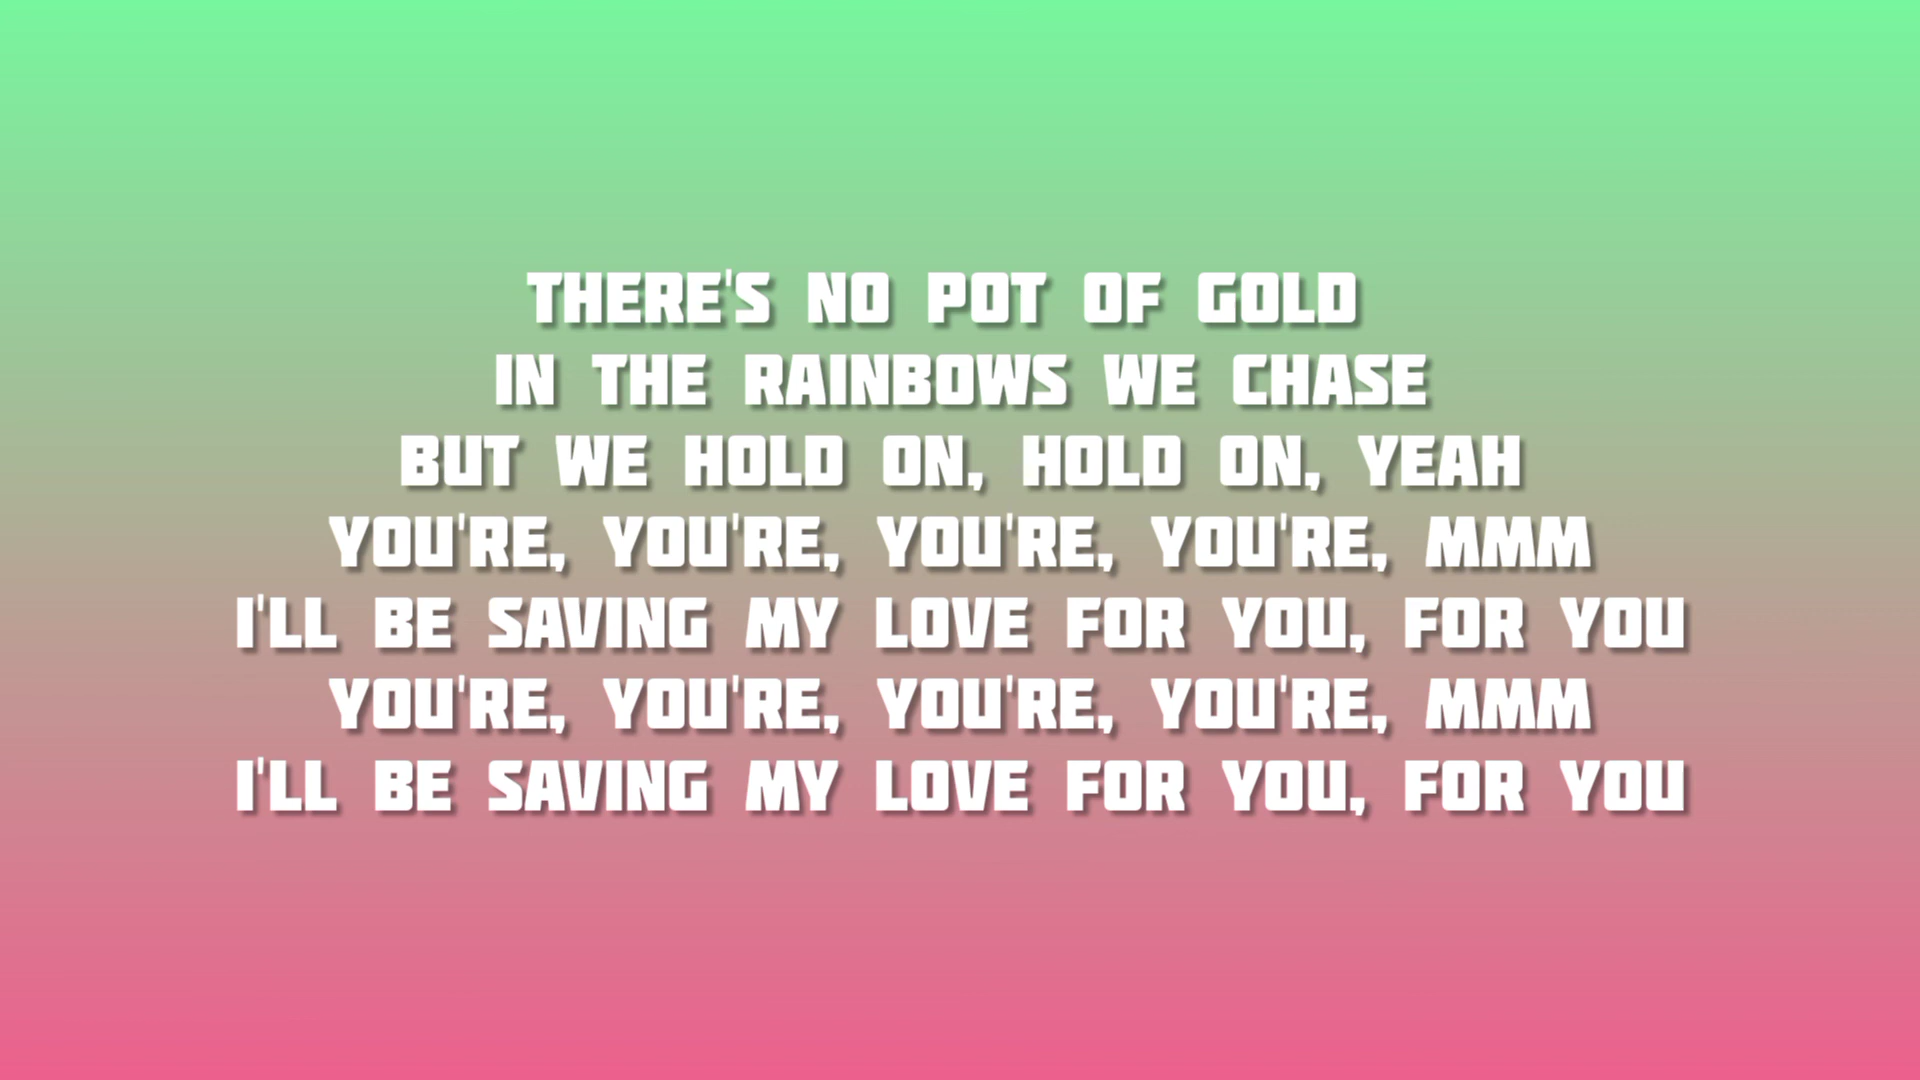 THERE'S NO POT OF GOLD
IN THE RAINBOWS WE CHASE
BUT WE HOLD ON, HOLD ON, YEAH
YOU'RE, YOU'RE, YOU'RE, YOU'RE, MMM
I'LL BE SAVING MY LOVE FOR YOU, FOR YOU
YOU'RE, YOU'RE, YOU'RE, YOU'RE, MMM
I'LL BE SAVING MY LOVE FOR YOU, FOR YOU